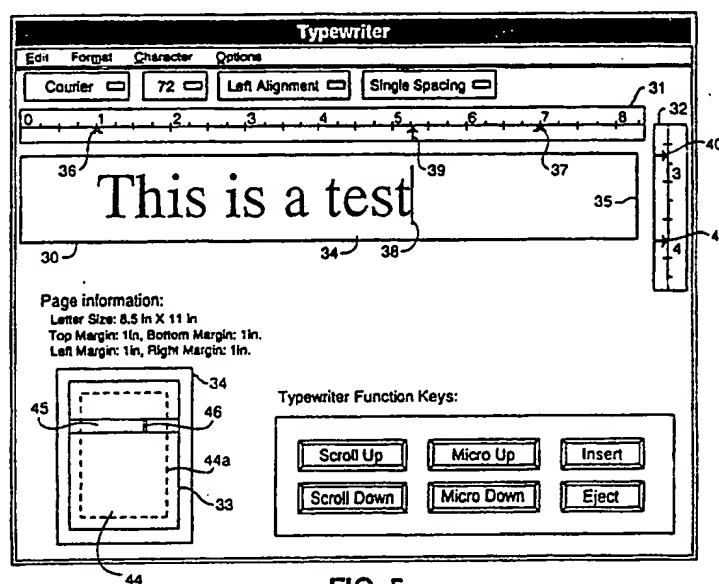 Typewriter
Edit Format Character Options
Courier 72 Left Alignment Single Spacing
31
32
0 1 2 3 4 5 6 7 8
36 39 37
40
3
This is a test
35
4
4
30 34 38
Page information:
Letter Size: 8.5 in X 11 in
Top Margin: 1in, Bottom Margin: 1in.
Left Margin: 1in, Right Margin: 1in.
34
45 46
44a
33
44
Typewriter Function Keys:
Scroll Up Micro Up Insert
Scroll Down Micro Down Eject